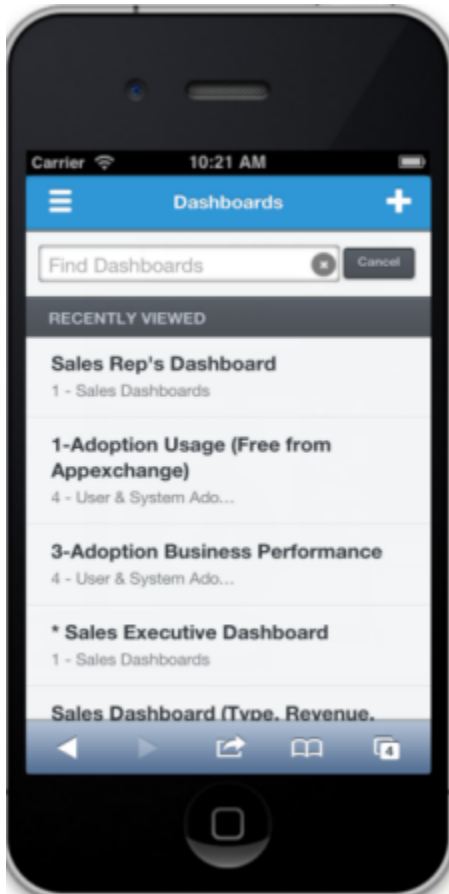 Carrier 10:21 AM
Dashboards
Find Dashboards Cancel
RECENTLY VIEWED
Sales Rep's Dashboard
1 - Sales Dashboards
1-Adoption Usage (Free from
Appexchange)
4 - User & System Ado...
3-Adoption Business Performance
4 - User & System Ado...
* Sales Executive Dashboard
1 - Sales Dashboards
Sales Dashboard (Type, Revenue,
4